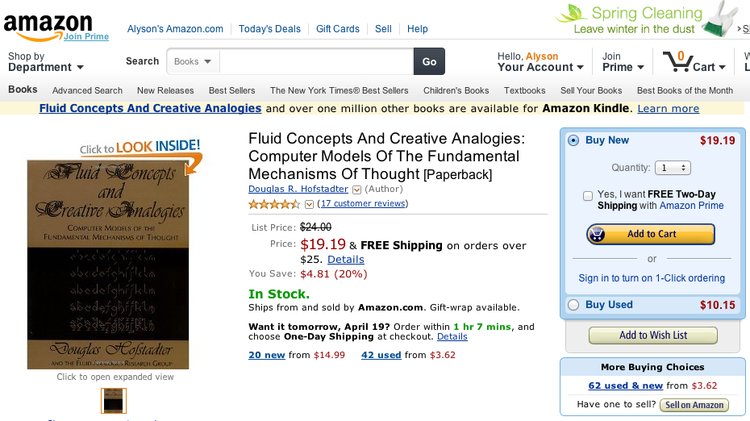 amazon
Join Prime
Alyson's Amazon.com
Today's Deals
Gift Cards
Sell
Help
Spring Cleaning
Leave winter in the dust
Shop by
Department
Search
Books
Go
Hello, Alyson
Your Account
Join
Prime
0
Cart
Books
Advanced Search
New Releases
Best Sellers
The New York Times® Best Sellers
Children's Books
Textbooks
Sell Your Books
Best Books of the Month
Fluid Concepts And Creative Analogies and over one million other books are available for Amazon Kindle. Learn more
Click to LOOK INSIDE!
Fluid Concepts
and
Creative Analogies
Computer Models of the
Fundamental Mechanisms of Thought
Douglas Hofstadter
Click to open expanded view
Fluid Concepts And Creative Analogies:
Computer Models Of The Fundamental
Mechanisms Of Thought [Paperback]
Douglas R. Hofstadter (Author)
(17 customer reviews)
List Price: $24.00
Price: $19.19 & FREE Shipping on orders over
$25. Details
You Save: $4.81 (20%)
In Stock.
Ships from and sold by Amazon.com. Gift-wrap available.
Want it tomorrow, April 19? Order within 1 hr 7 mins, and
choose One-Day Shipping at checkout. Details
20 new from $14.99 42 used from $3.62
Buy New $19.19
Quantity: 1
Yes, I want FREE Two-Day
Shipping with Amazon Prime
Add to Cart
or
Sign in to turn on 1-Click ordering
Buy Used $10.15
Add to Wish List
More Buying Choices
62 used & new from $3.62
Have one to sell? Sell on Amazon